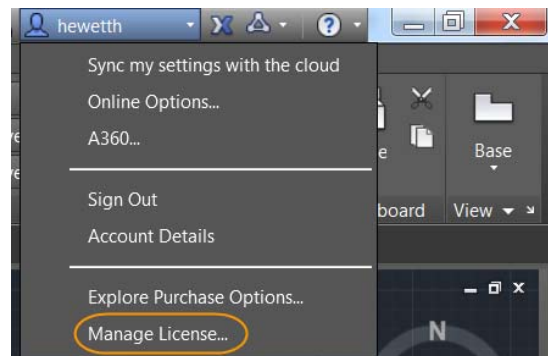 hewetth
Sync my settings with the cloud
Online Options...
A360...
Sign Out
Account Details
Explore Purchase Options...
Manage License...
Base
board View
N